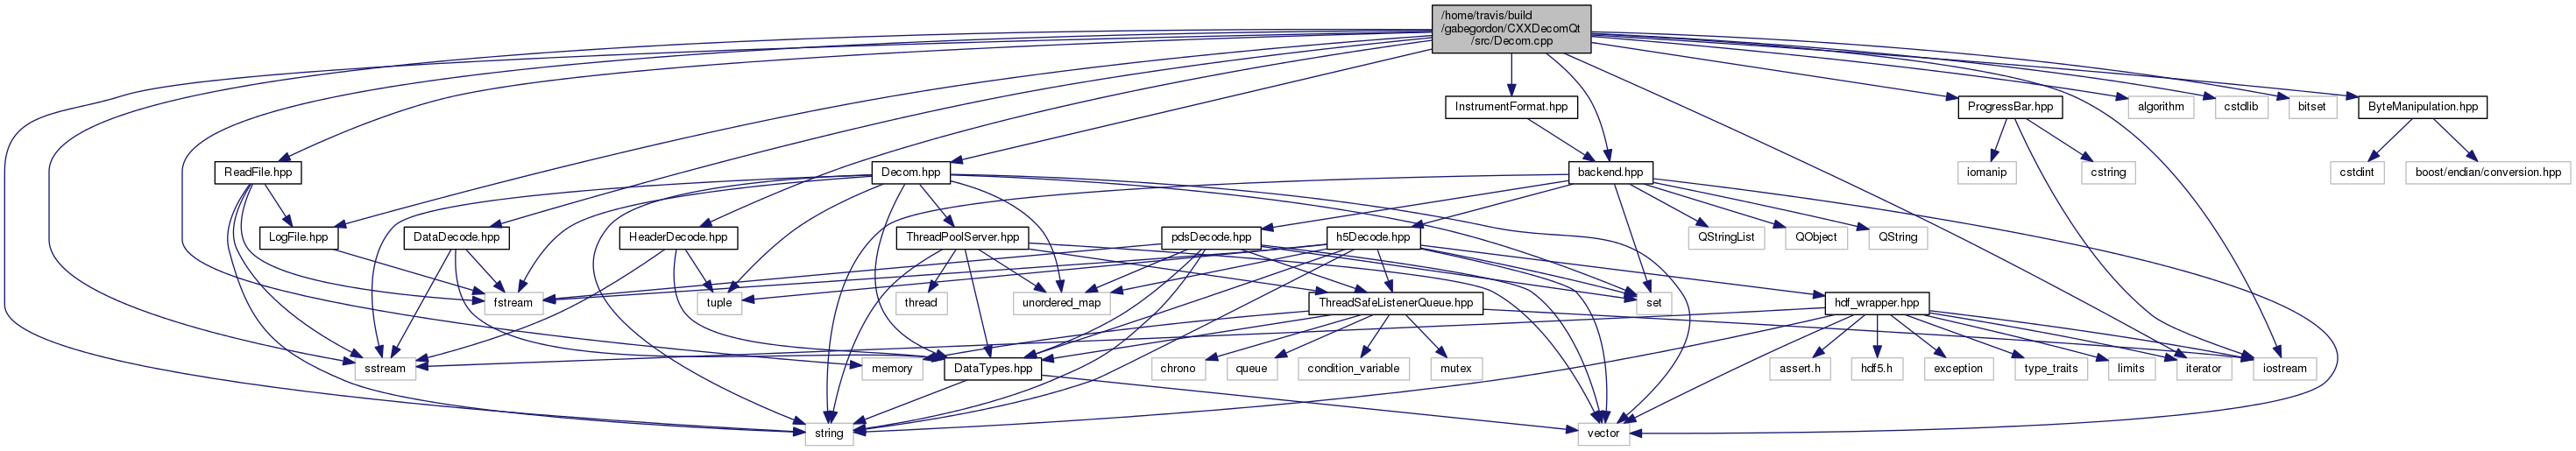 /home/travis/build
/gabegordon/CXXDecomQt
/src/Decom.cpp
InstrumentFormat.hpp
ProgressBar.hpp
algorithm
cstdlib
bitset
ByteManipulation.hpp
ReadFile.hpp
Decom.hpp
backend.hpp
iomanip
cstring
cstdint
boost/endian/conversion.hpp
LogFile.hpp
DataDecode.hpp
HeaderDecode.hpp
ThreadPoolServer.hpp
pdsDecode.hpp
h5Decode.hpp
QStringList
QObject
QString
fstream
tuple
thread
unordered_map
ThreadSafeListenerQueue.hpp
set
hdf_wrapper.hpp
sstream
memory
DataTypes.hpp
chrono
queue
condition_variable
mutex
assert.h
hdf5.h
exception
type_traits
limits
iterator
iostream
string
vector